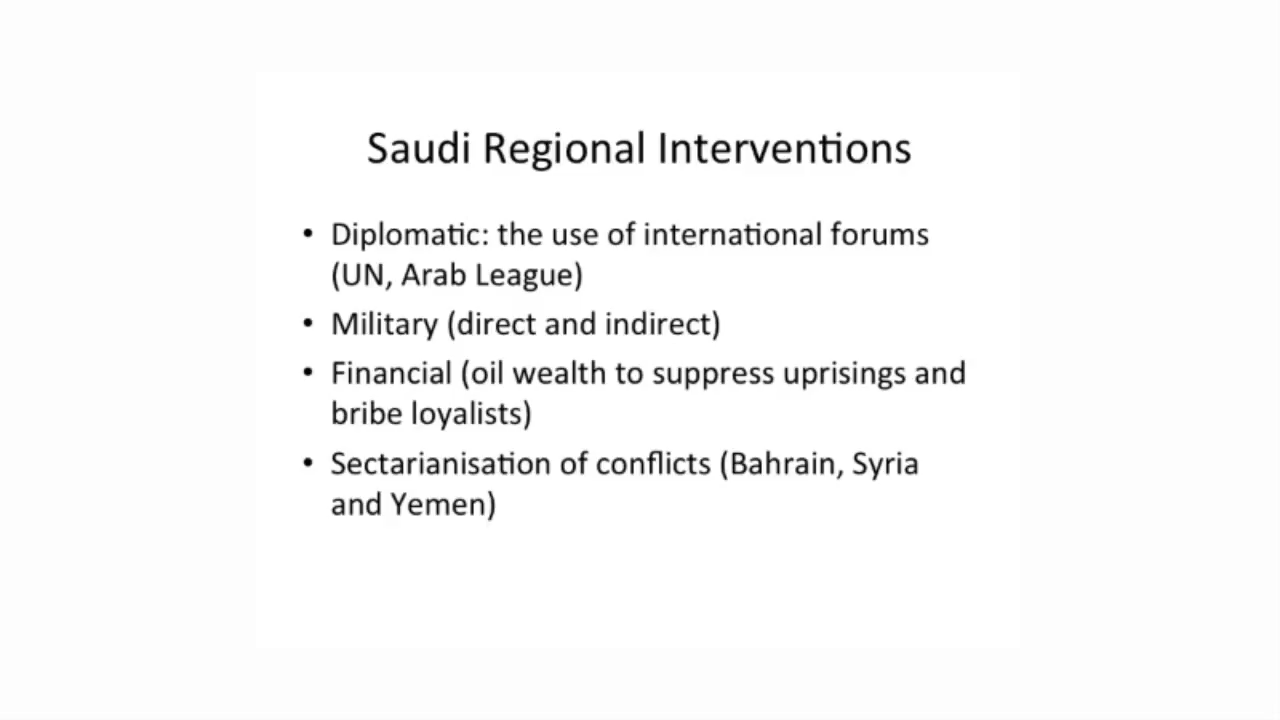 Saudi Regional Interventions
• Diplomatic: the use of international forums
(UN, Arab League)
• Military (direct and indirect)
• Financial (oil wealth to suppress uprisings and
bribe loyalists)
• Sectarianisation of conflicts (Bahrain, Syria
and Yemen)